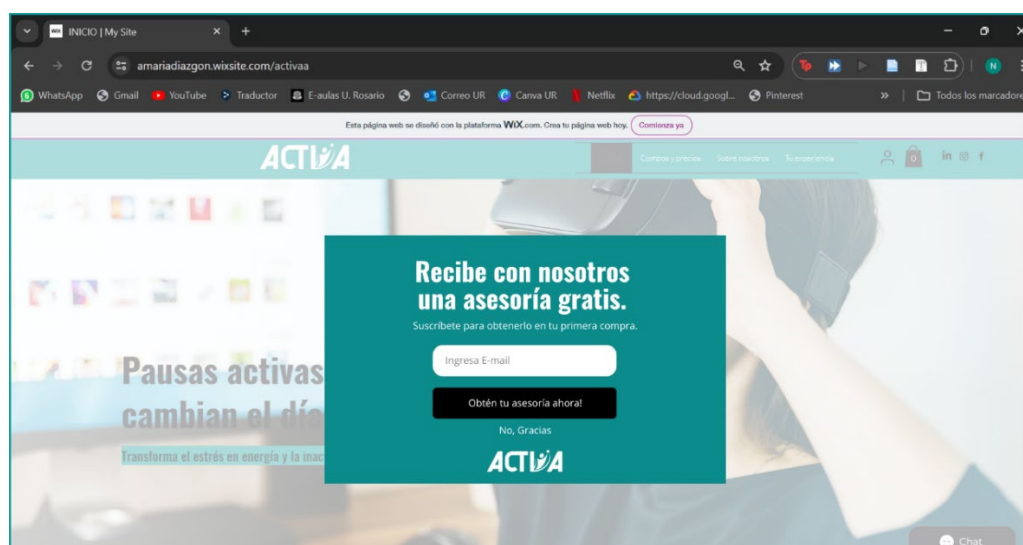 WiX INICIO | My Site
amariadiazgon.wixsite.com/activaa
WhatsApp Gmail YouTube Traductor E-aulas U. Rosario Correo UR Canva UR Netflix https://cloud.googl... Pinterest » Todos los marcadore
Esta página web se diseñó con la plataforma WiX.com. Crea tu página web hoy. Comienza ya
ACTIVA
Combos y precios Sobre nosotros Tu experiencia 0 in f
Recibe con nosotros
una asesoría gratis.
Suscríbete para obtenerlo en tu primera compra.
Ingresa E-mail
Pausas activas
Obtén tu asesoría ahora!
cambian el día
No, Gracias
Transforma el estrés en energía y la inac
ACTIVA
Chat